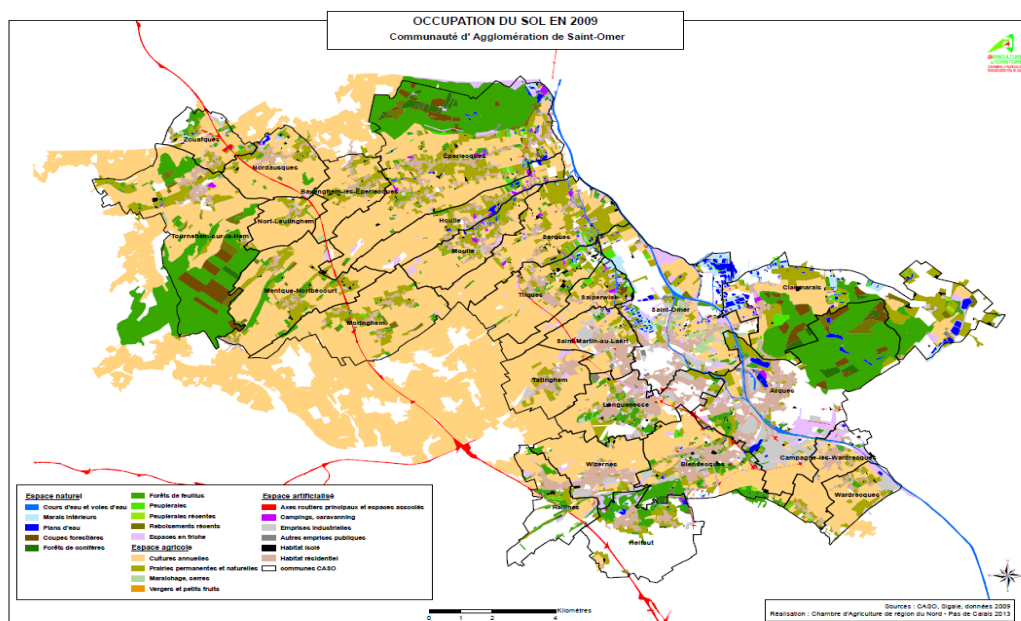 OCCUPATION DU SOL EN 2009
Communauté d' Agglomération de Saint-Omer
Zouafques
Nordausques
Éperlecques
Bayenghem-lès-Éperlecques
Nort-Leulinghem
Houlle
Tournehem-sur-la-Hem
Serques
Moulle
Mentque-Nortbécourt
Tilques
Salperwick
Clairmarais
Saint-Omer
Moringhem
Saint-Martin-au-Laërt
Tatinghem
Arques
Longuenesse
Campagne-lès-Wardrecques
Wizernes
Blendecques
Wardrecques
Hallines
Helfaut
Espace naturel
Cours d'eau et voies d'eau
Marais intérieurs
Plans d'eau
Coupes forestières
Forêts de conifères
Forêts de feuillus
Peupleraies
Peupleraies récentes
Reboisements récents
Espaces en friche
Espace agricole
Cultures annuelles
Prairies permanentes et naturelles
Maraîchage, serres
Vergers et petits fruits
Espace artificialisé
Axes routiers principaux et espaces associés
Campings, caravanning
Emprises industrielles
Autres emprises publiques
Habitat isolé
Habitat résidentiel
communes CASO
Kilomètres
0 1 2 4
Sources : CASO, Sigale, données 2009
Réalisation : Chambre d'Agriculture de région du Nord - Pas de Calais 2013